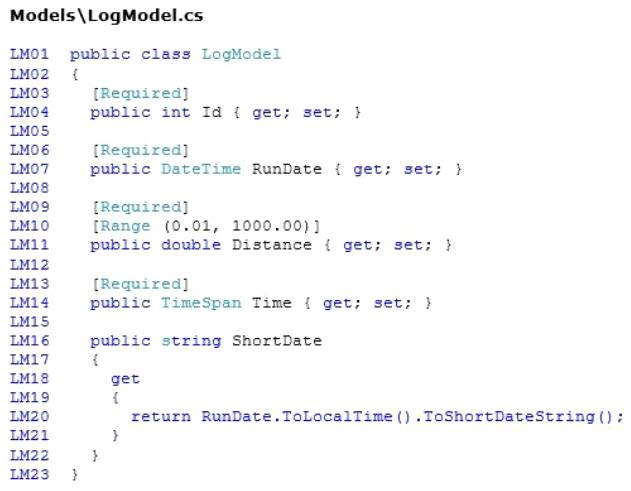 Models\LogModel.cs
LM01 public class LogModel
LM02 {
LM03 [Required]
LM04 public int Id { get; set; }
LM05
LM06 [Required]
LM07 public DateTime RunDate { get; set; }
LM08
LM09 [Required]
LM10 [Range (0.01, 1000.00)]
LM11 public double Distance { get; set; }
LM12
LM13 [Required]
LM14 public TimeSpan Time { get; set; }
LM15
LM16 public string ShortDate
LM17 {
LM18 get
LM19 {
LM20 return RunDate.ToLocalTime().ToShortDateString();
LM21 }
LM22 }
LM23 }